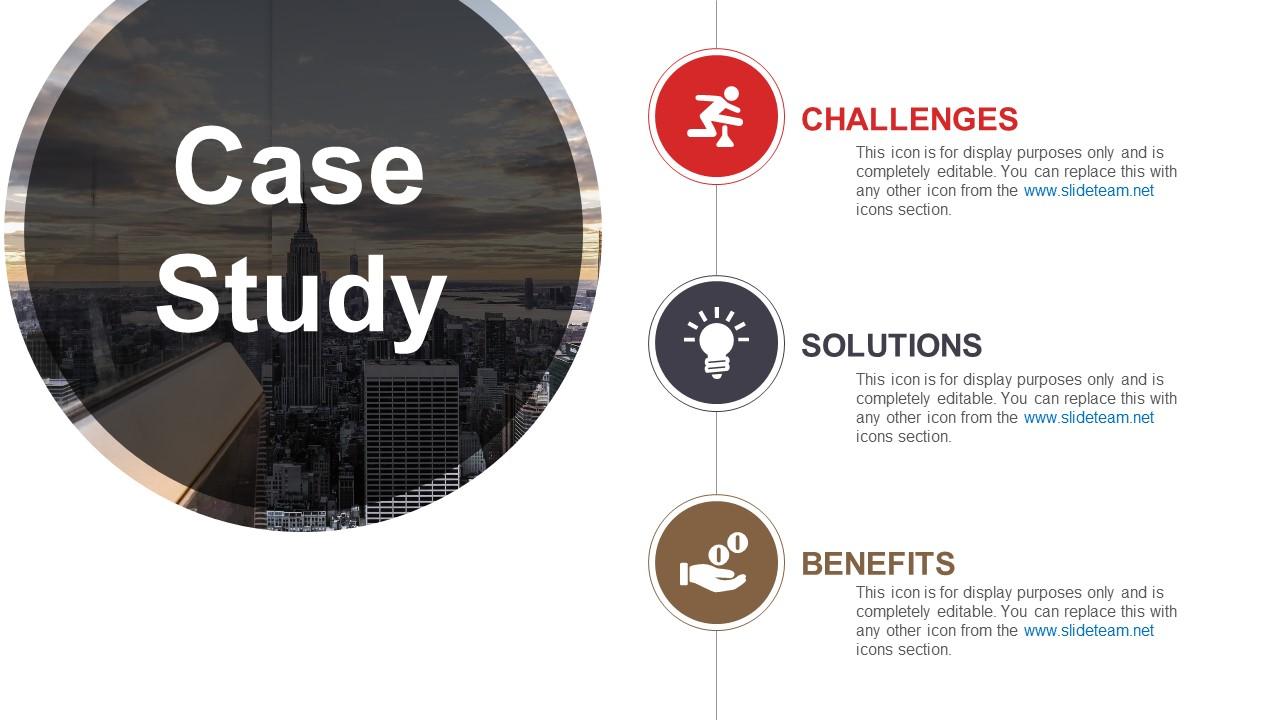 Case
Study
CHALLENGES
This icon is for display purposes only and is
completely editable. You can replace this with
any other icon from the www.slideteam.net
icons section.
SOLUTIONS
This icon is for display purposes only and is
completely editable. You can replace this with
any other icon from the www.slideteam.net
icons section.
BENEFITS
This icon is for display purposes only and is
completely editable. You can replace this with
any other icon from the www.slideteam.net
icons section.